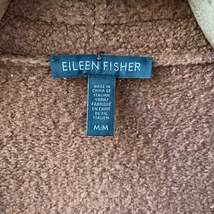 EILEEN FISHER
MADE IN
CHINA OF
ITALIAN
YARN/
FABRIQUÉ
EN CHINE
DE FIL
ITALIEN
M/M